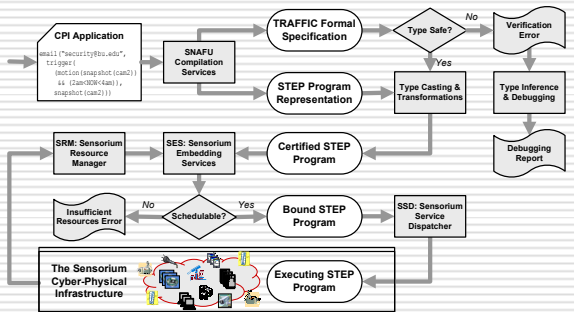 CPI Application
email("security@bu.edu",
trigger(
(motion(snapshot(cam2))
&& (2am<NOW<4am)),
snapshot(cam2)))
SNAFU
Compilation
Services
TRAFFIC Formal
Specification
Type Safe?
No
Verification
Error
Yes
STEP Program
Representation
Type Casting &
Transformations
Type Inference
& Debugging
SRM: Sensorium
Resource
Manager
SES: Sensorium
Embedding
Services
Certified STEP
Program
Debugging
Report
Insufficient
Resources Error
No
Schedulable?
Yes
Bound STEP
Program
SSD: Sensorium
Service
Dispatcher
The Sensorium
Cyber-Physical
Infrastructure
Executing STEP
Program